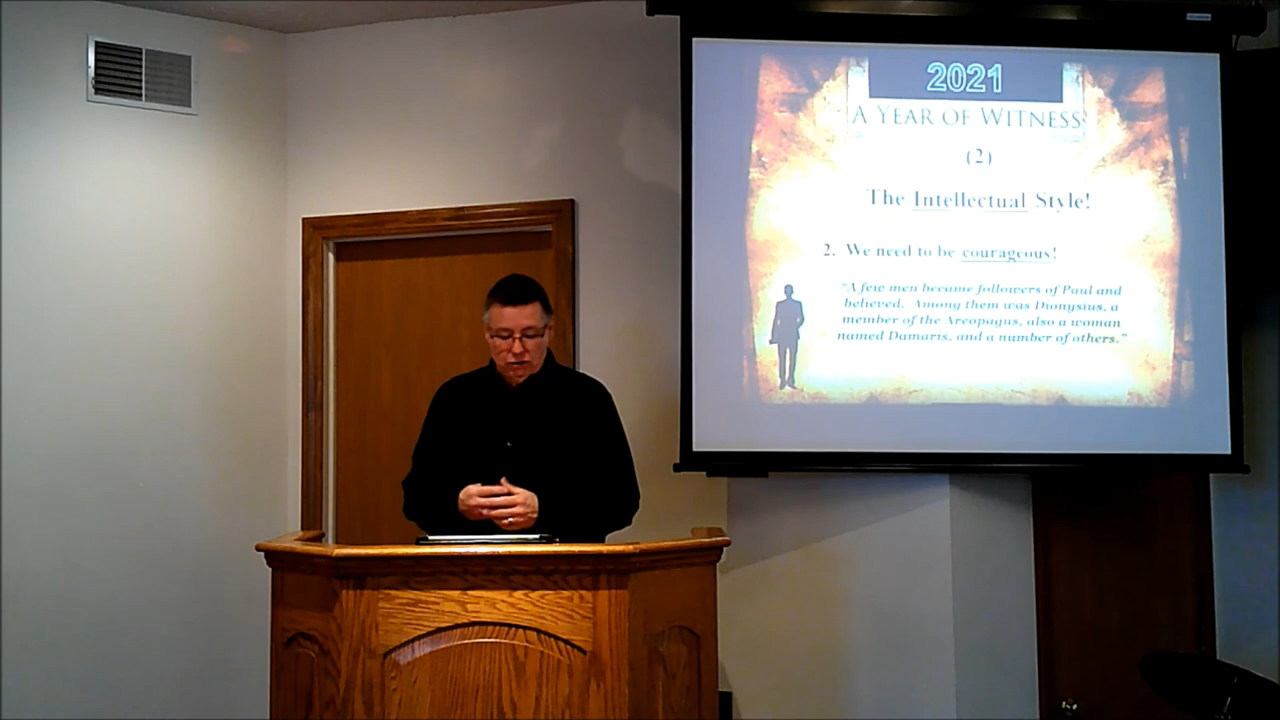 2021
A YEAR OF WITNESS
(2)
The Intellectual Style!
2. We need to be courageous!
"A few men became followers of Paul and
believed. Among them was Dionysius, a
member of the Areopagus, also a woman
named Damaris, and a number of others."